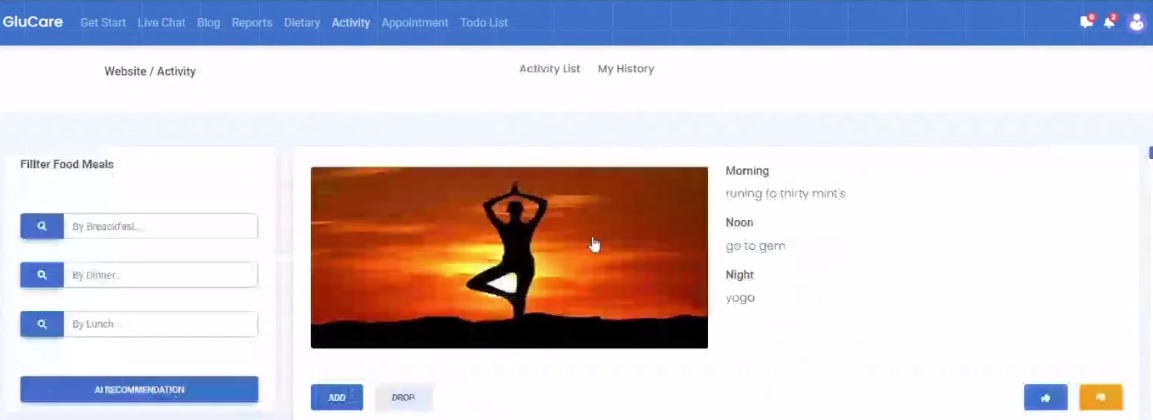 GluCare Get Start Live Chat Blog Reports Dietary Activity Appointment Todo List
Website / Activity
Activity List My History
Fillter Food Meals
By Breackfast...
By Dinner..
By Lunch
AI RECOMMENDATION
Morning
runing fo thirty mint's
Noon
go to gem
Night
yogo
ADD DROP